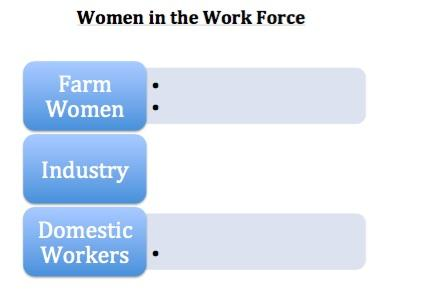 Women in the Work Force
Farm
Women
•
•
Industry
Domestic
Workers
•